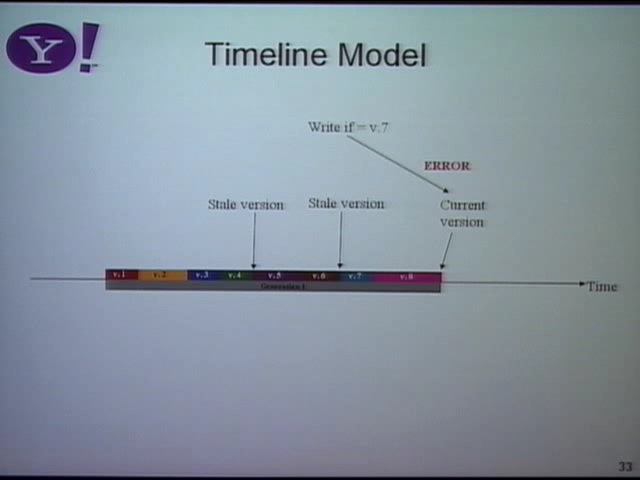 Y!
Timeline Model
Write if = v.7
ERROR
Stale version
Stale version
Current
version
v.1
v.2
v.3
v.4
v.5
v.6
v.7
v.8
Generation 1
Time
33